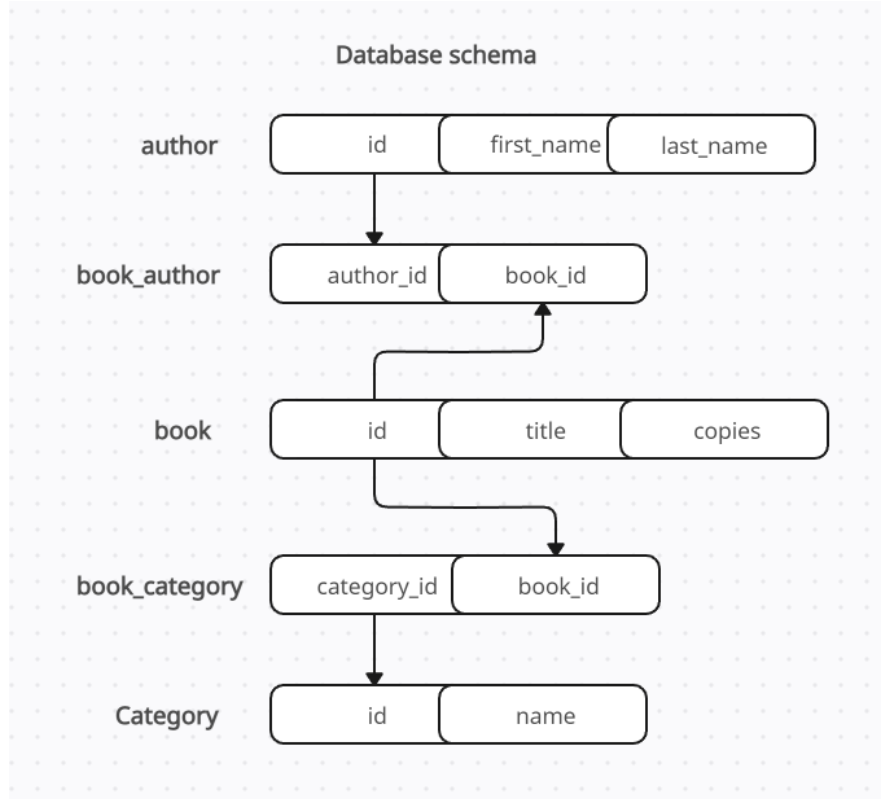 Database schema
author id first_name last_name
book_author author_id book_id
book id title copies
book_category category_id book_id
Category id name